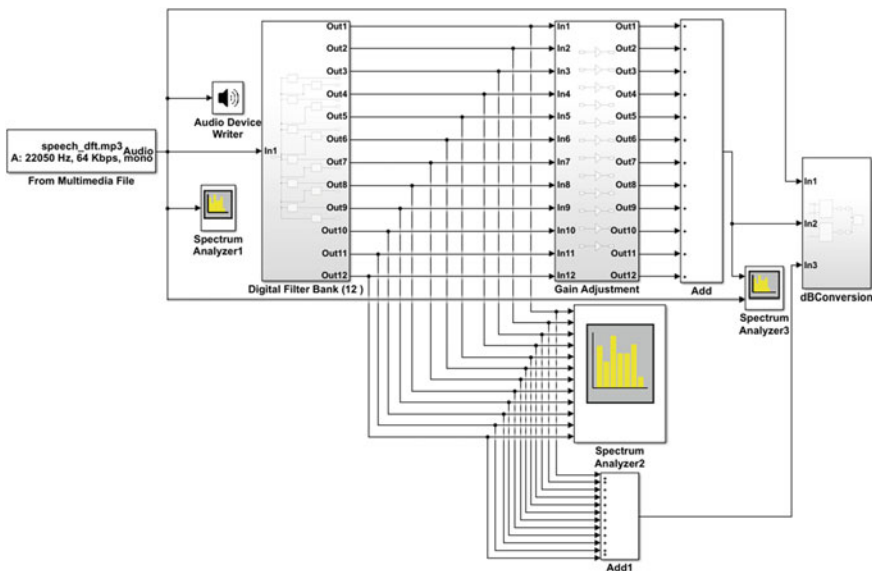 speech_dft.mp3
A: 22050 Hz, 64 Kbps, mono
Audio
From Multimedia File
Audio Device
Writer
Spectrum
Analyzer1
In1
Out1
Out2
Out3
Out4
Out5
Out6
Out7
Out8
Out9
Out10
Out11
Out12
Digital Filter Bank (12 )
In1
In2
In3
In4
In5
In6
In7
In8
In9
In10
In11
In12
Out1
Out2
Out3
Out4
Out5
Out6
Out7
Out8
Out9
Out10
Out11
Out12
Gain Adjustment
Add
In1
In2
In3
dBConversion
Spectrum
Analyzer3
Spectrum
Analyzer2
Add1